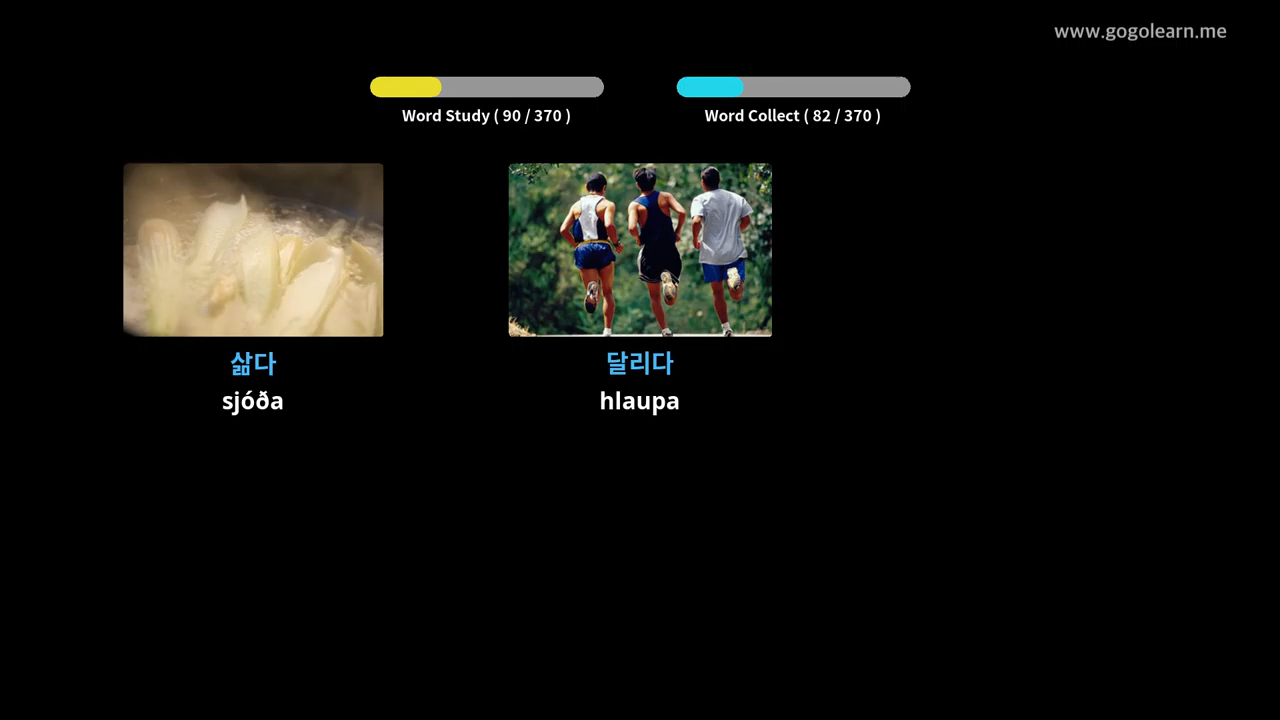 www.gogolearn.me
Word Study ( 90 / 370 )
Word Collect ( 82 / 370 )
삶다
sjóða
달리다
hlaupa